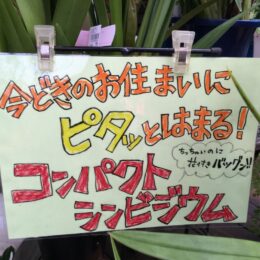 今どきのお住まいに
ピタッとはまる!
ちっちゃいのに
花付きバツグン!!
コンパクト
シンビジウム